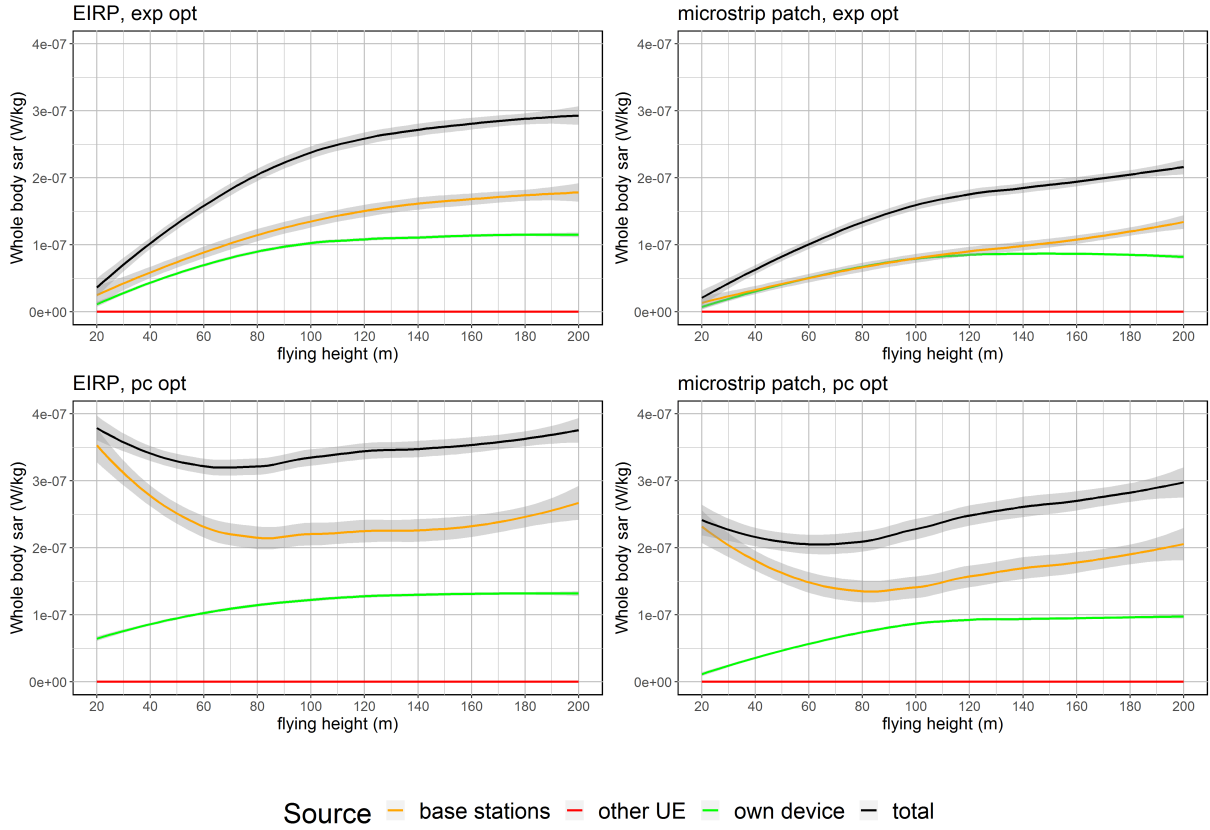 EIRP, exp opt
Whole body sar (W/kg)
4e-07
3e-07
2e-07
1e-07
0e+00
20 40 60 80 100 120 140 160 180 200
flying height (m)
microstrip patch, exp opt
Whole body sar (W/kg)
4e-07
3e-07
2e-07
1e-07
0e+00
20 40 60 80 100 120 140 160 180 200
flying height (m)
EIRP, pc opt
Whole body sar (W/kg)
4e-07
3e-07
2e-07
1e-07
0e+00
20 40 60 80 100 120 140 160 180 200
flying height (m)
microstrip patch, pc opt
Whole body sar (W/kg)
4e-07
3e-07
2e-07
1e-07
0e+00
20 40 60 80 100 120 140 160 180 200
flying height (m)
Source base stations other UE own device total